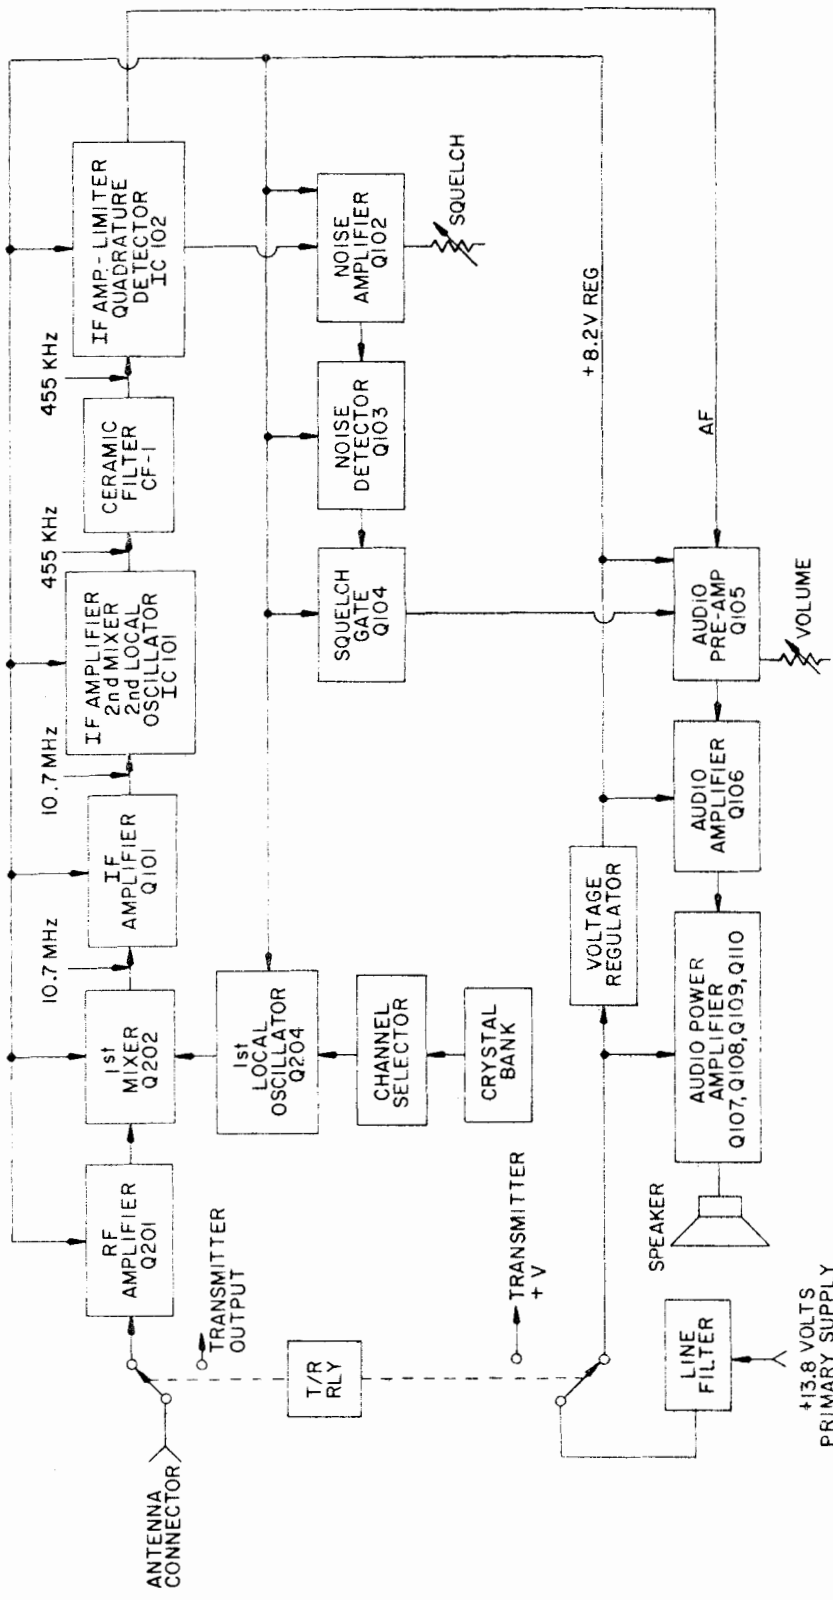 ANTENNA
CONNECTOR
TRANSMITTER
OUTPUT
RF
AMPLIFIER
Q201
1st
MIXER
Q202
10.7 MHz
IF
AMPLIFIER
Q101
10.7 MHz
IF AMPLIFIER
2nd MIXER
2nd LOCAL
OSCILLATOR
IC 101
455 KHz
CERAMIC
FILTER
CF-1
455 KHz
IF AMP.-LIMITER
QUADRATURE
DETECTOR
IC 102
T/R
RLY
1st
LOCAL
OSCILLATOR
Q204
CHANNEL
SELECTOR
CRYSTAL
BANK
SQUELCH
GATE
Q104
NOISE
DETECTOR
Q103
NOISE
AMPLIFIER
Q102
SQUELCH
TRANSMITTER
+ V
VOLTAGE
REGULATOR
+8.2V REG
LINE
FILTER
+13.8 VOLTS
PRIMARY SUPPLY
SPEAKER
AUDIO POWER
AMPLIFIER
Q107, Q108, Q109, Q110
AUDIO
AMPLIFIER
Q106
AUDIO
PRE-AMP
Q105
VOLUME
AF